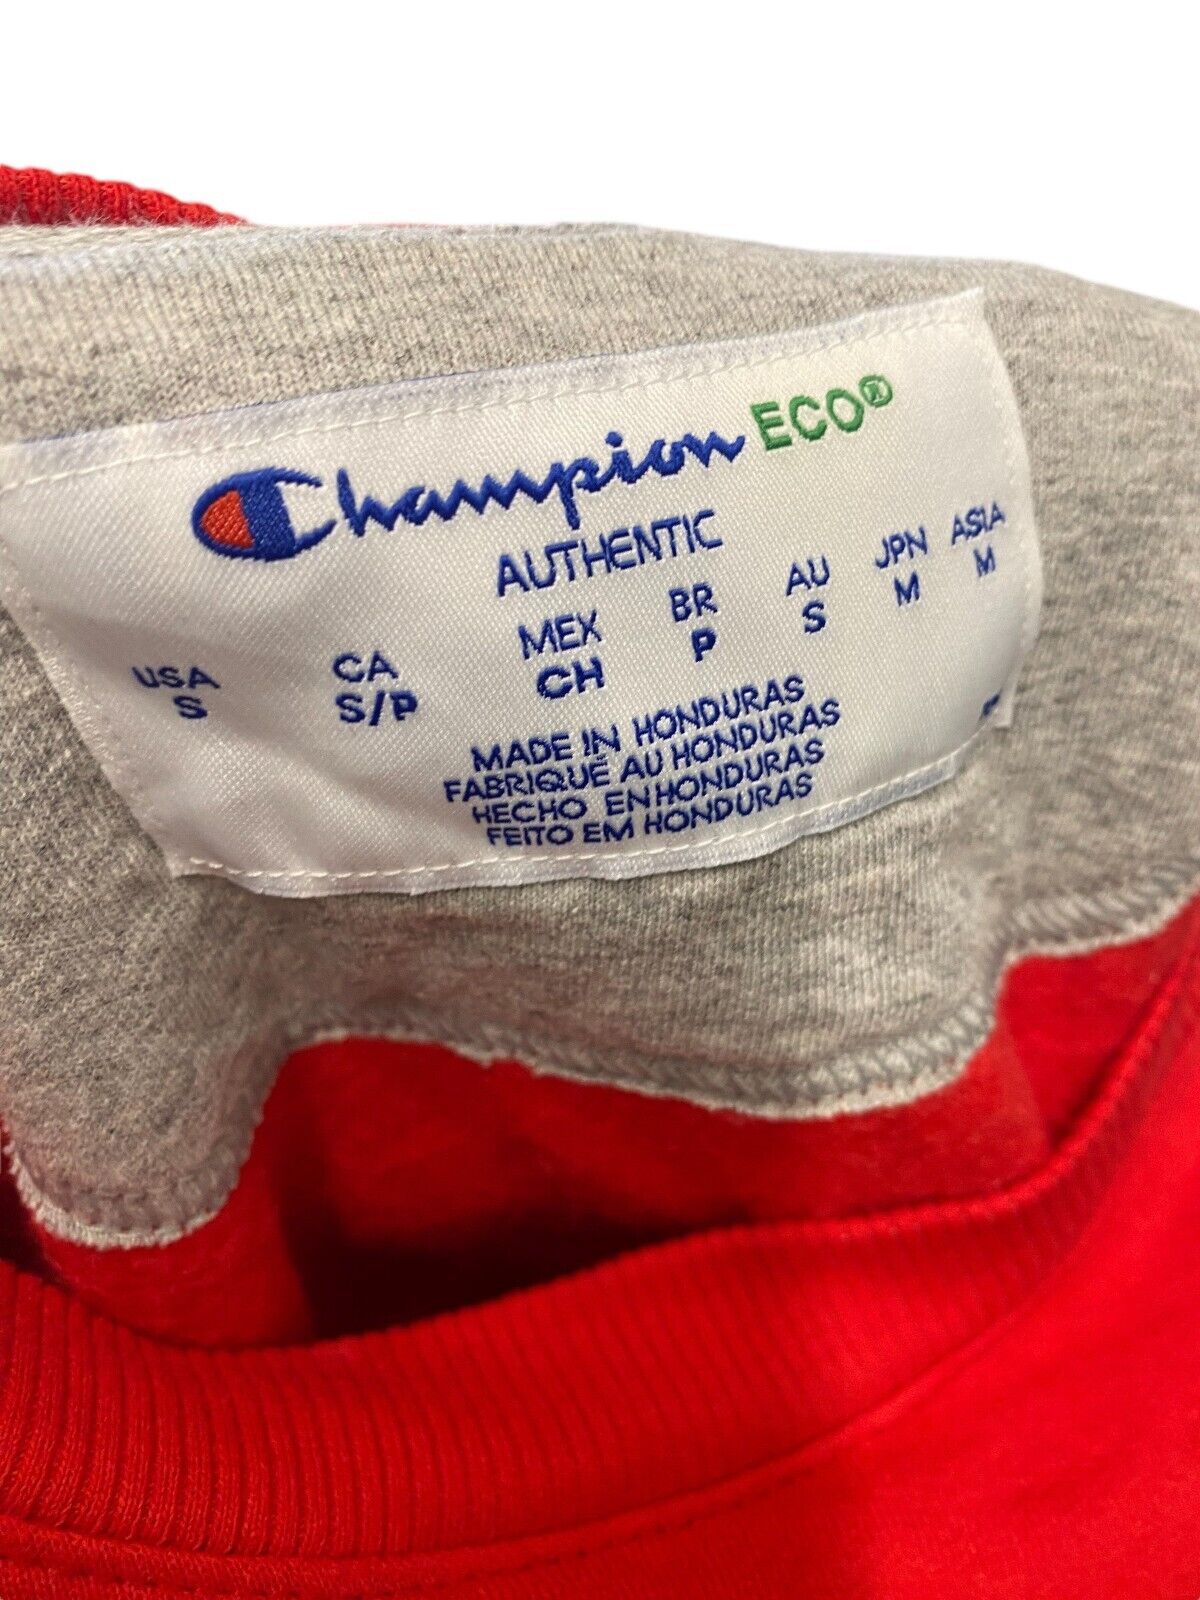 Champion ECO®
AUTHENTIC
USA CA MEX BR AU JPN ASIA
S S/P CH P S M M
MADE IN HONDURAS
FABRIQUÉ AU HONDURAS
HECHO EN HONDURAS
FEITO EM HONDURAS